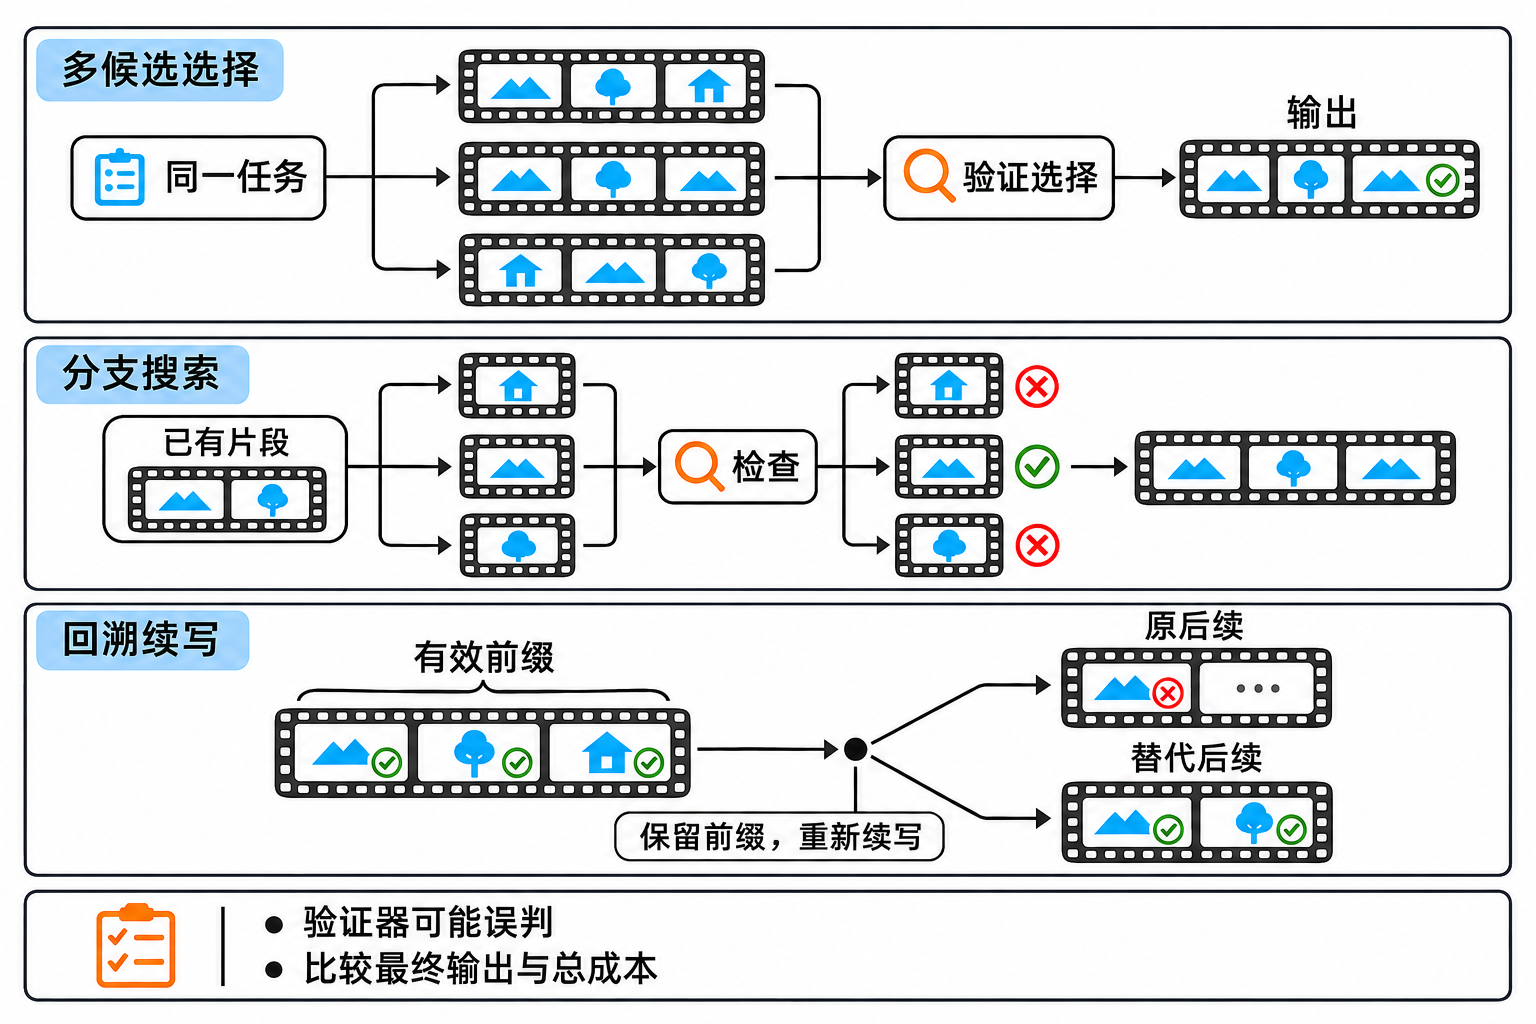 多候选选择
同一任务
验证选择
输出
分支搜索
已有片段
检查
回溯续写
有效前缀
保留前缀，重新续写
原后续
替代后续
验证器可能误判
比较最终输出与总成本